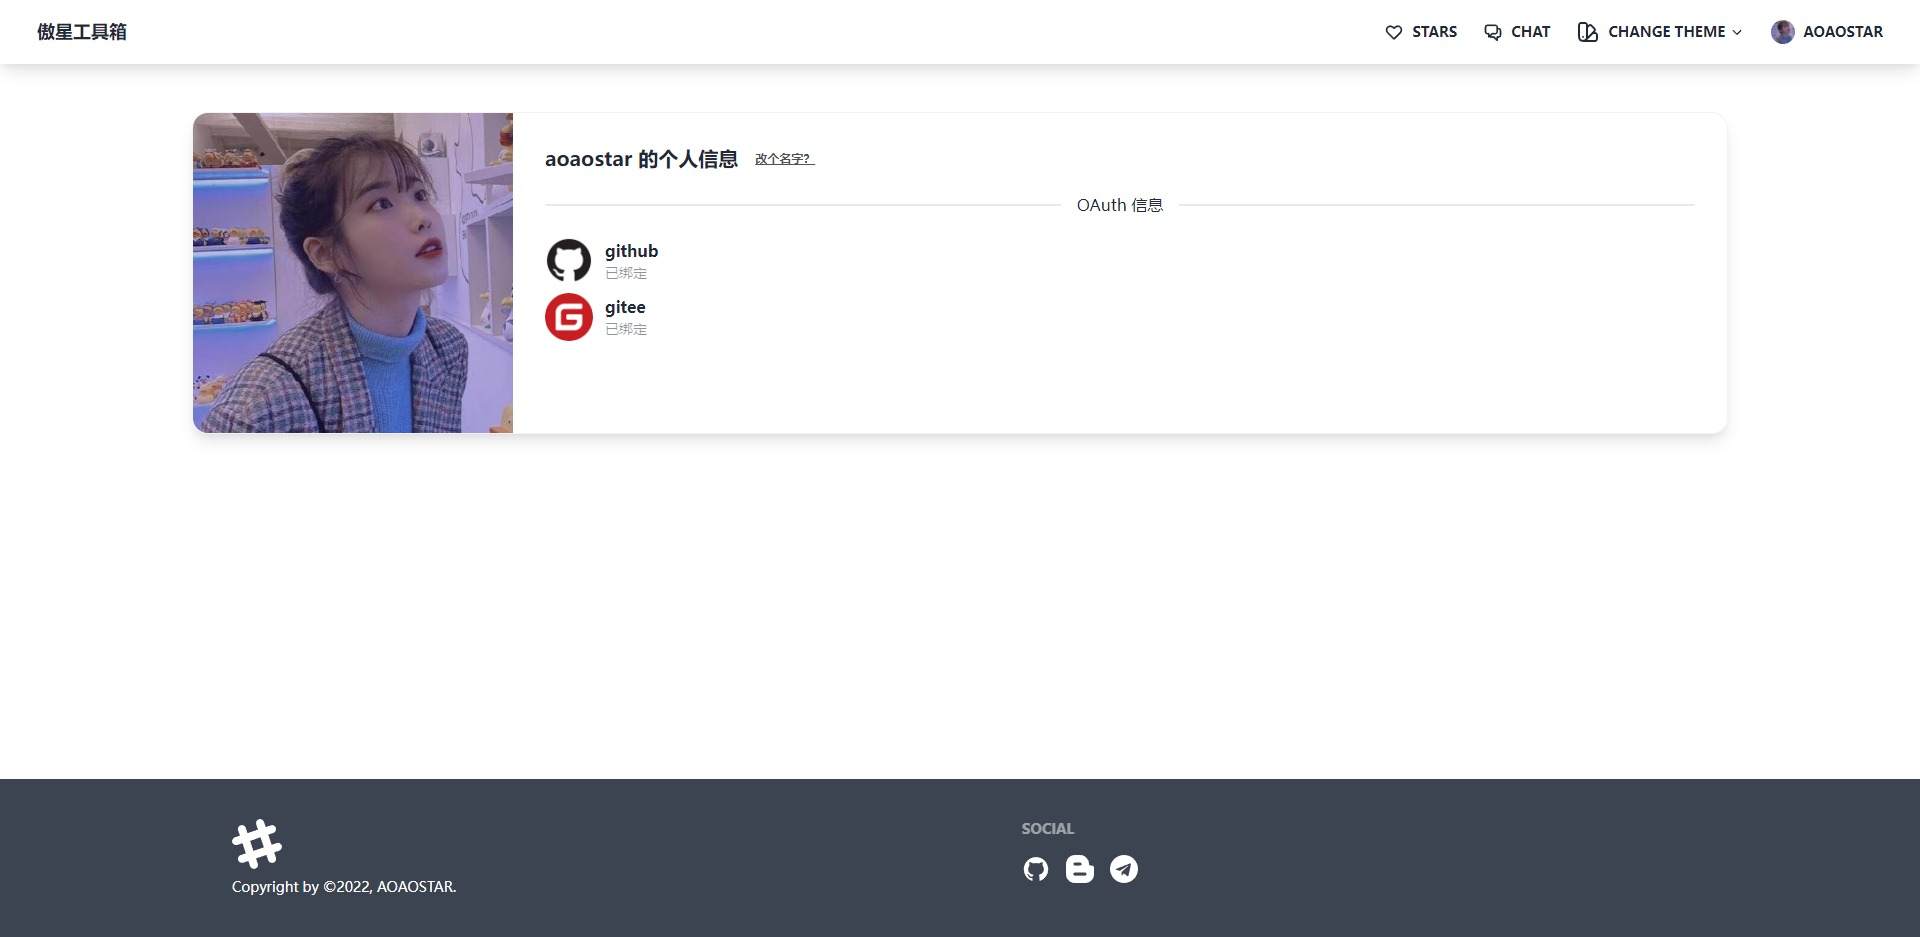 傲星工具箱
STARS
CHAT
CHANGE THEME
AOAOSTAR
aoaostar 的个人信息
改个名字?
OAuth 信息
github
已绑定
gitee
已绑定
SOCIAL
Copyright by ©2022, AOAOSTAR.